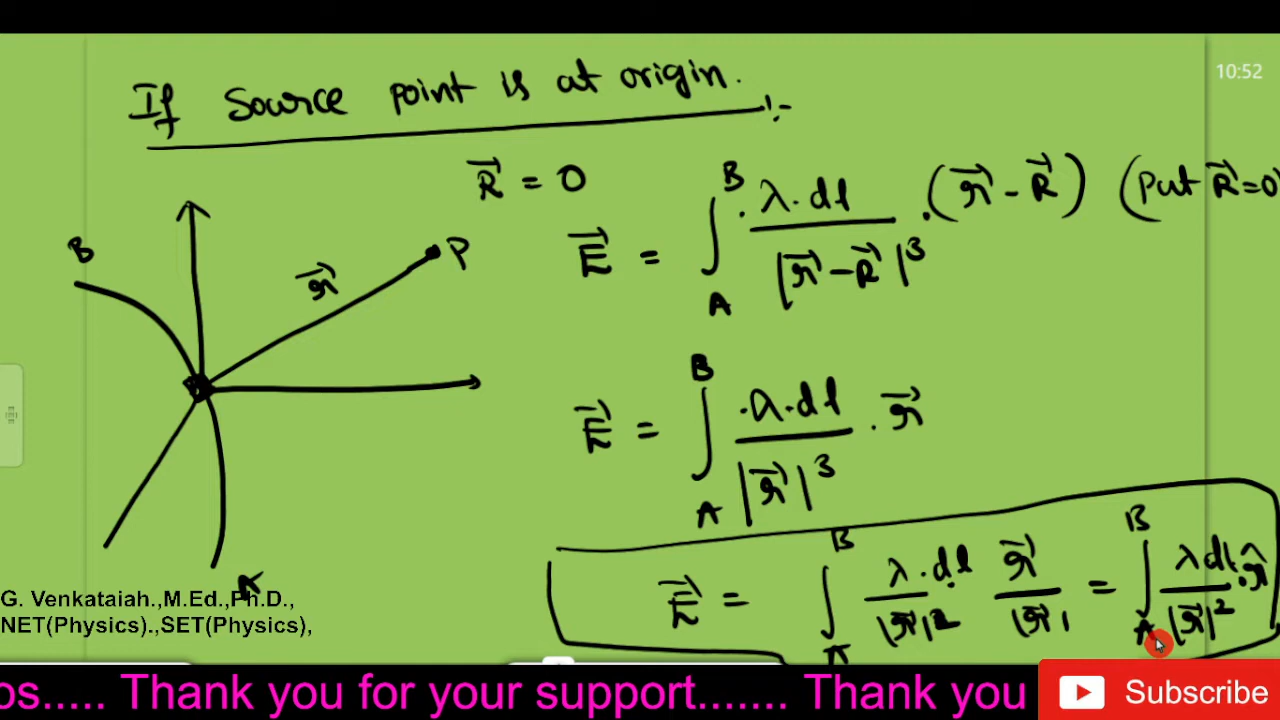 If Source point is at origin :-
10:52
R⃗ = 0
E⃗ = ∫_A^B λ·dl / |r⃗ - R⃗|³ · (r⃗ - R⃗) (Put R⃗=0)
B
r⃗
P
E⃗ = ∫_A^B λ·dl / |r⃗|³ · r⃗
A
E⃗ = ∫_A^B λ·dl / |r⃗|² r⃗ / |r⃗| = ∫_A^B λdl / |r⃗|² · r̂
G. Venkataiah.,M.Ed.,Ph.D.,
NET(Physics).,SET(Physics),
os..... Thank you for your support....... Thank you
Subscribe